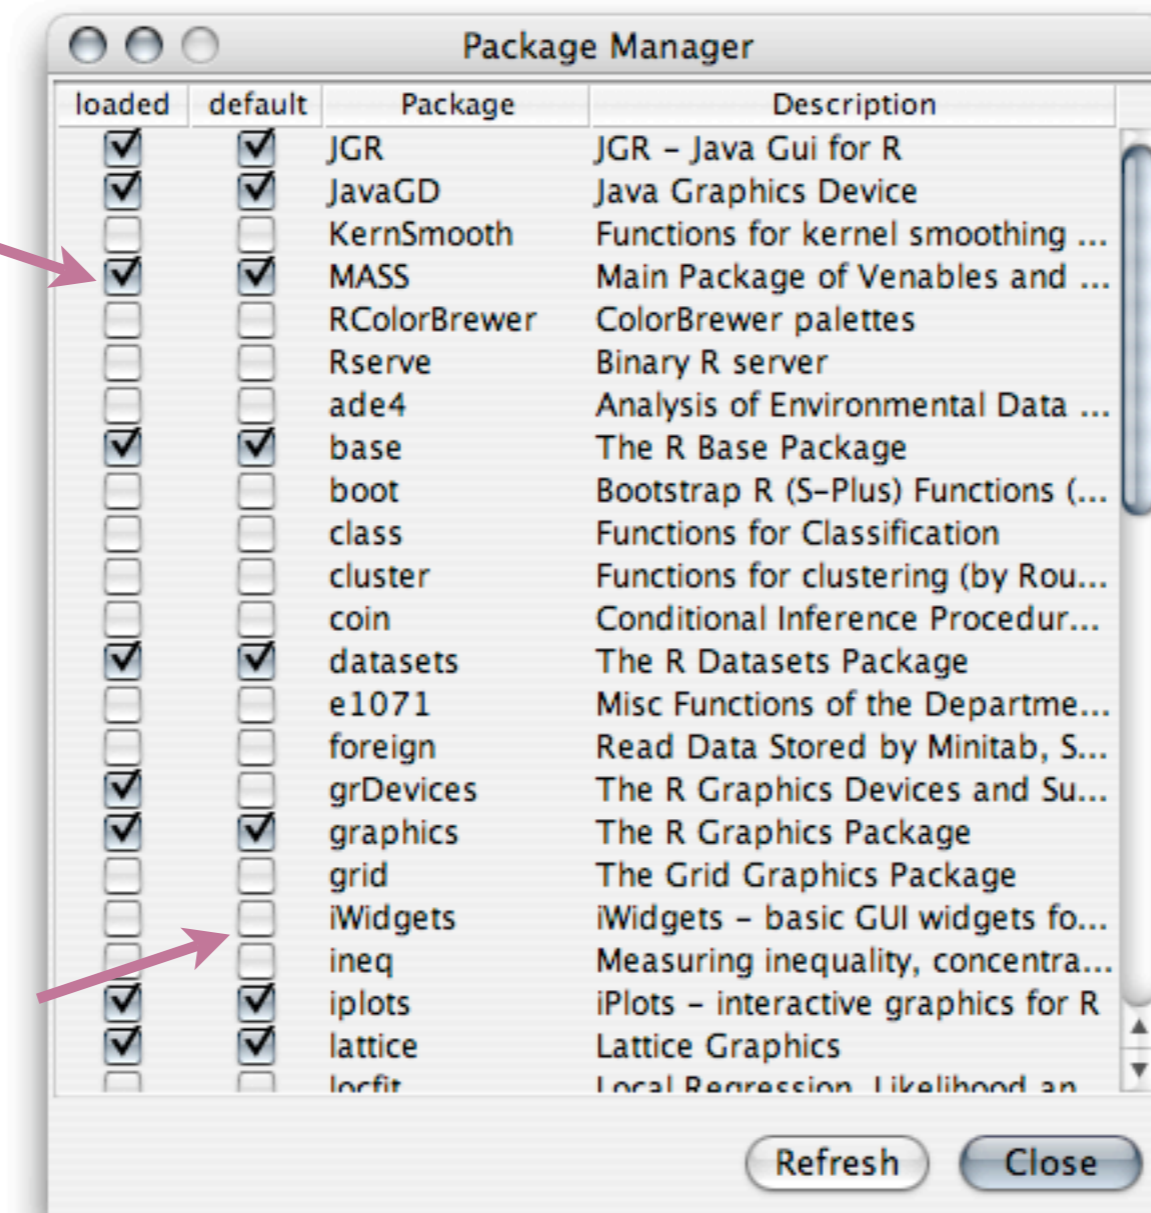 Package Manager
loaded default Package Description
JGR JGR – Java Gui for R
JavaGD Java Graphics Device
KernSmooth Functions for kernel smoothing ...
MASS Main Package of Venables and ...
RColorBrewer ColorBrewer palettes
Rserve Binary R server
ade4 Analysis of Environmental Data ...
base The R Base Package
boot Bootstrap R (S–Plus) Functions (...
class Functions for Classification
cluster Functions for clustering (by Rou...
coin Conditional Inference Procedur...
datasets The R Datasets Package
e1071 Misc Functions of the Departme...
foreign Read Data Stored by Minitab, S...
grDevices The R Graphics Devices and Su...
graphics The R Graphics Package
grid The Grid Graphics Package
iWidgets iWidgets – basic GUI widgets fo...
ineq Measuring inequality, concentra...
iplots iPlots – interactive graphics for R
lattice Lattice Graphics
locfit Local Regression, Likelihood an
Refresh Close